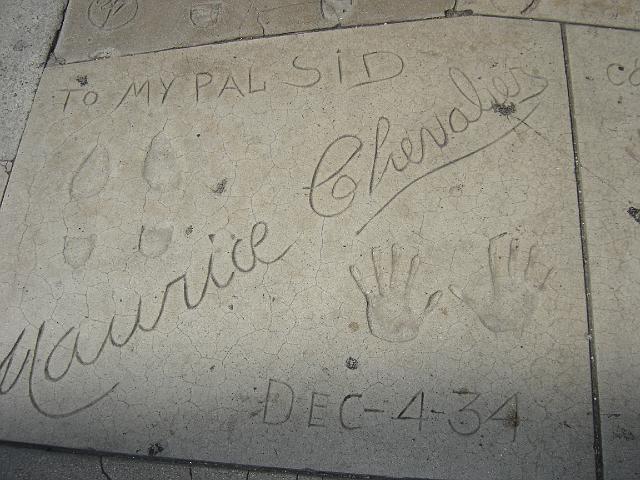 TO MY PAL SID
Maurice Chevalier
DEC-4-34